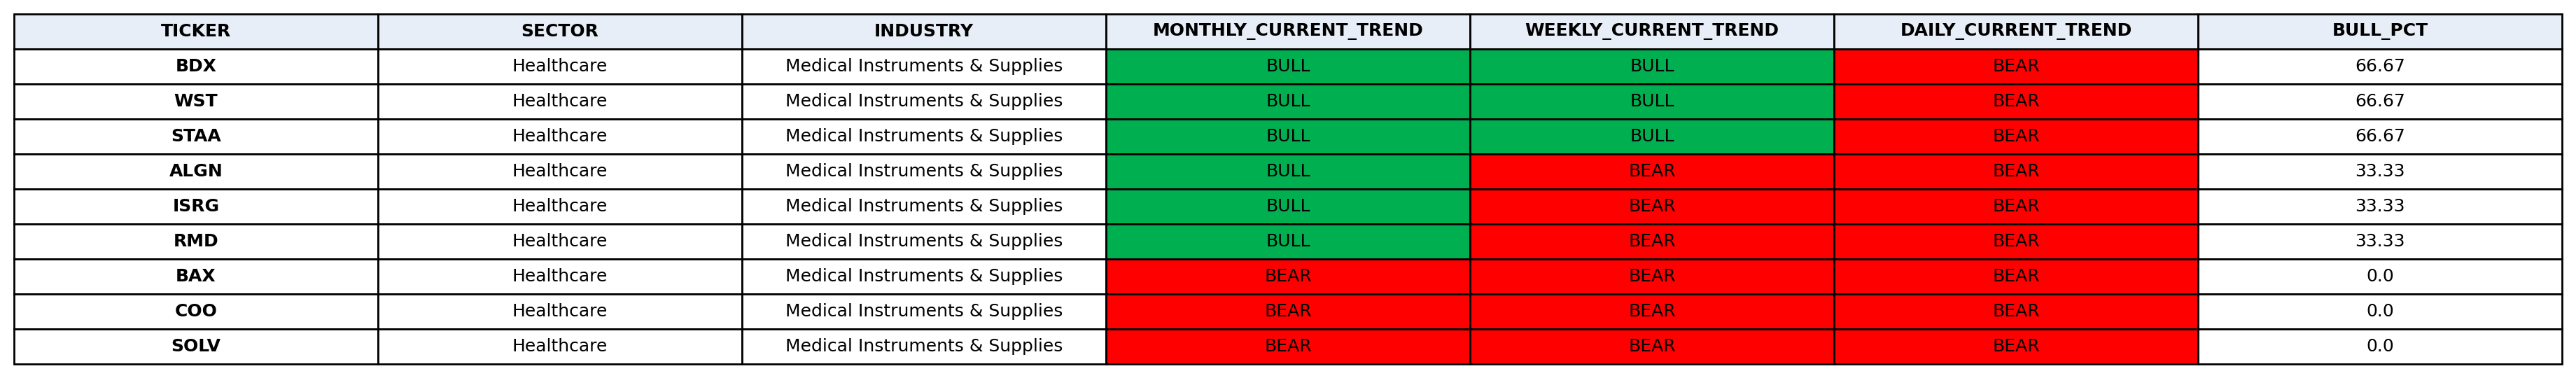 TICKER SECTOR INDUSTRY MONTHLY_CURRENT_TREND WEEKLY_CURRENT_TREND DAILY_CURRENT_TREND BULL_PCT
BDX Healthcare Medical Instruments & Supplies BULL BULL BEAR 66.67
WST Healthcare Medical Instruments & Supplies BULL BULL BEAR 66.67
STAA Healthcare Medical Instruments & Supplies BULL BULL BEAR 66.67
ALGN Healthcare Medical Instruments & Supplies BULL BEAR BEAR 33.33
ISRG Healthcare Medical Instruments & Supplies BULL BEAR BEAR 33.33
RMD Healthcare Medical Instruments & Supplies BULL BEAR BEAR 33.33
BAX Healthcare Medical Instruments & Supplies BEAR BEAR BEAR 0.0
COO Healthcare Medical Instruments & Supplies BEAR BEAR BEAR 0.0
SOLV Healthcare Medical Instruments & Supplies BEAR BEAR BEAR 0.0